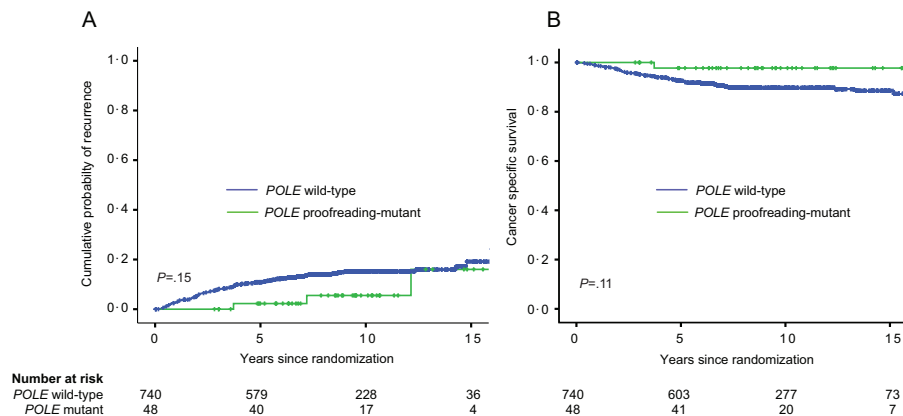 A
Cumulative probabilty of recurrence
1·0
0·8
0·6
0·4
0·2
0·0
POLE wild-type
POLE proofreading-mutant
P=.15
0 5 10 15
Years since randomization
B
Cancer specific survival
1·0
0·8
0·6
0·4
0·2
0·0
POLE wild-type
POLE proofreading-mutant
P=.11
0 5 10 15
Years since randomization
Number at risk
POLE wild-type 740 579 228 36 740 603 277 73
POLE mutant 48 40 17 4 48 41 20 7